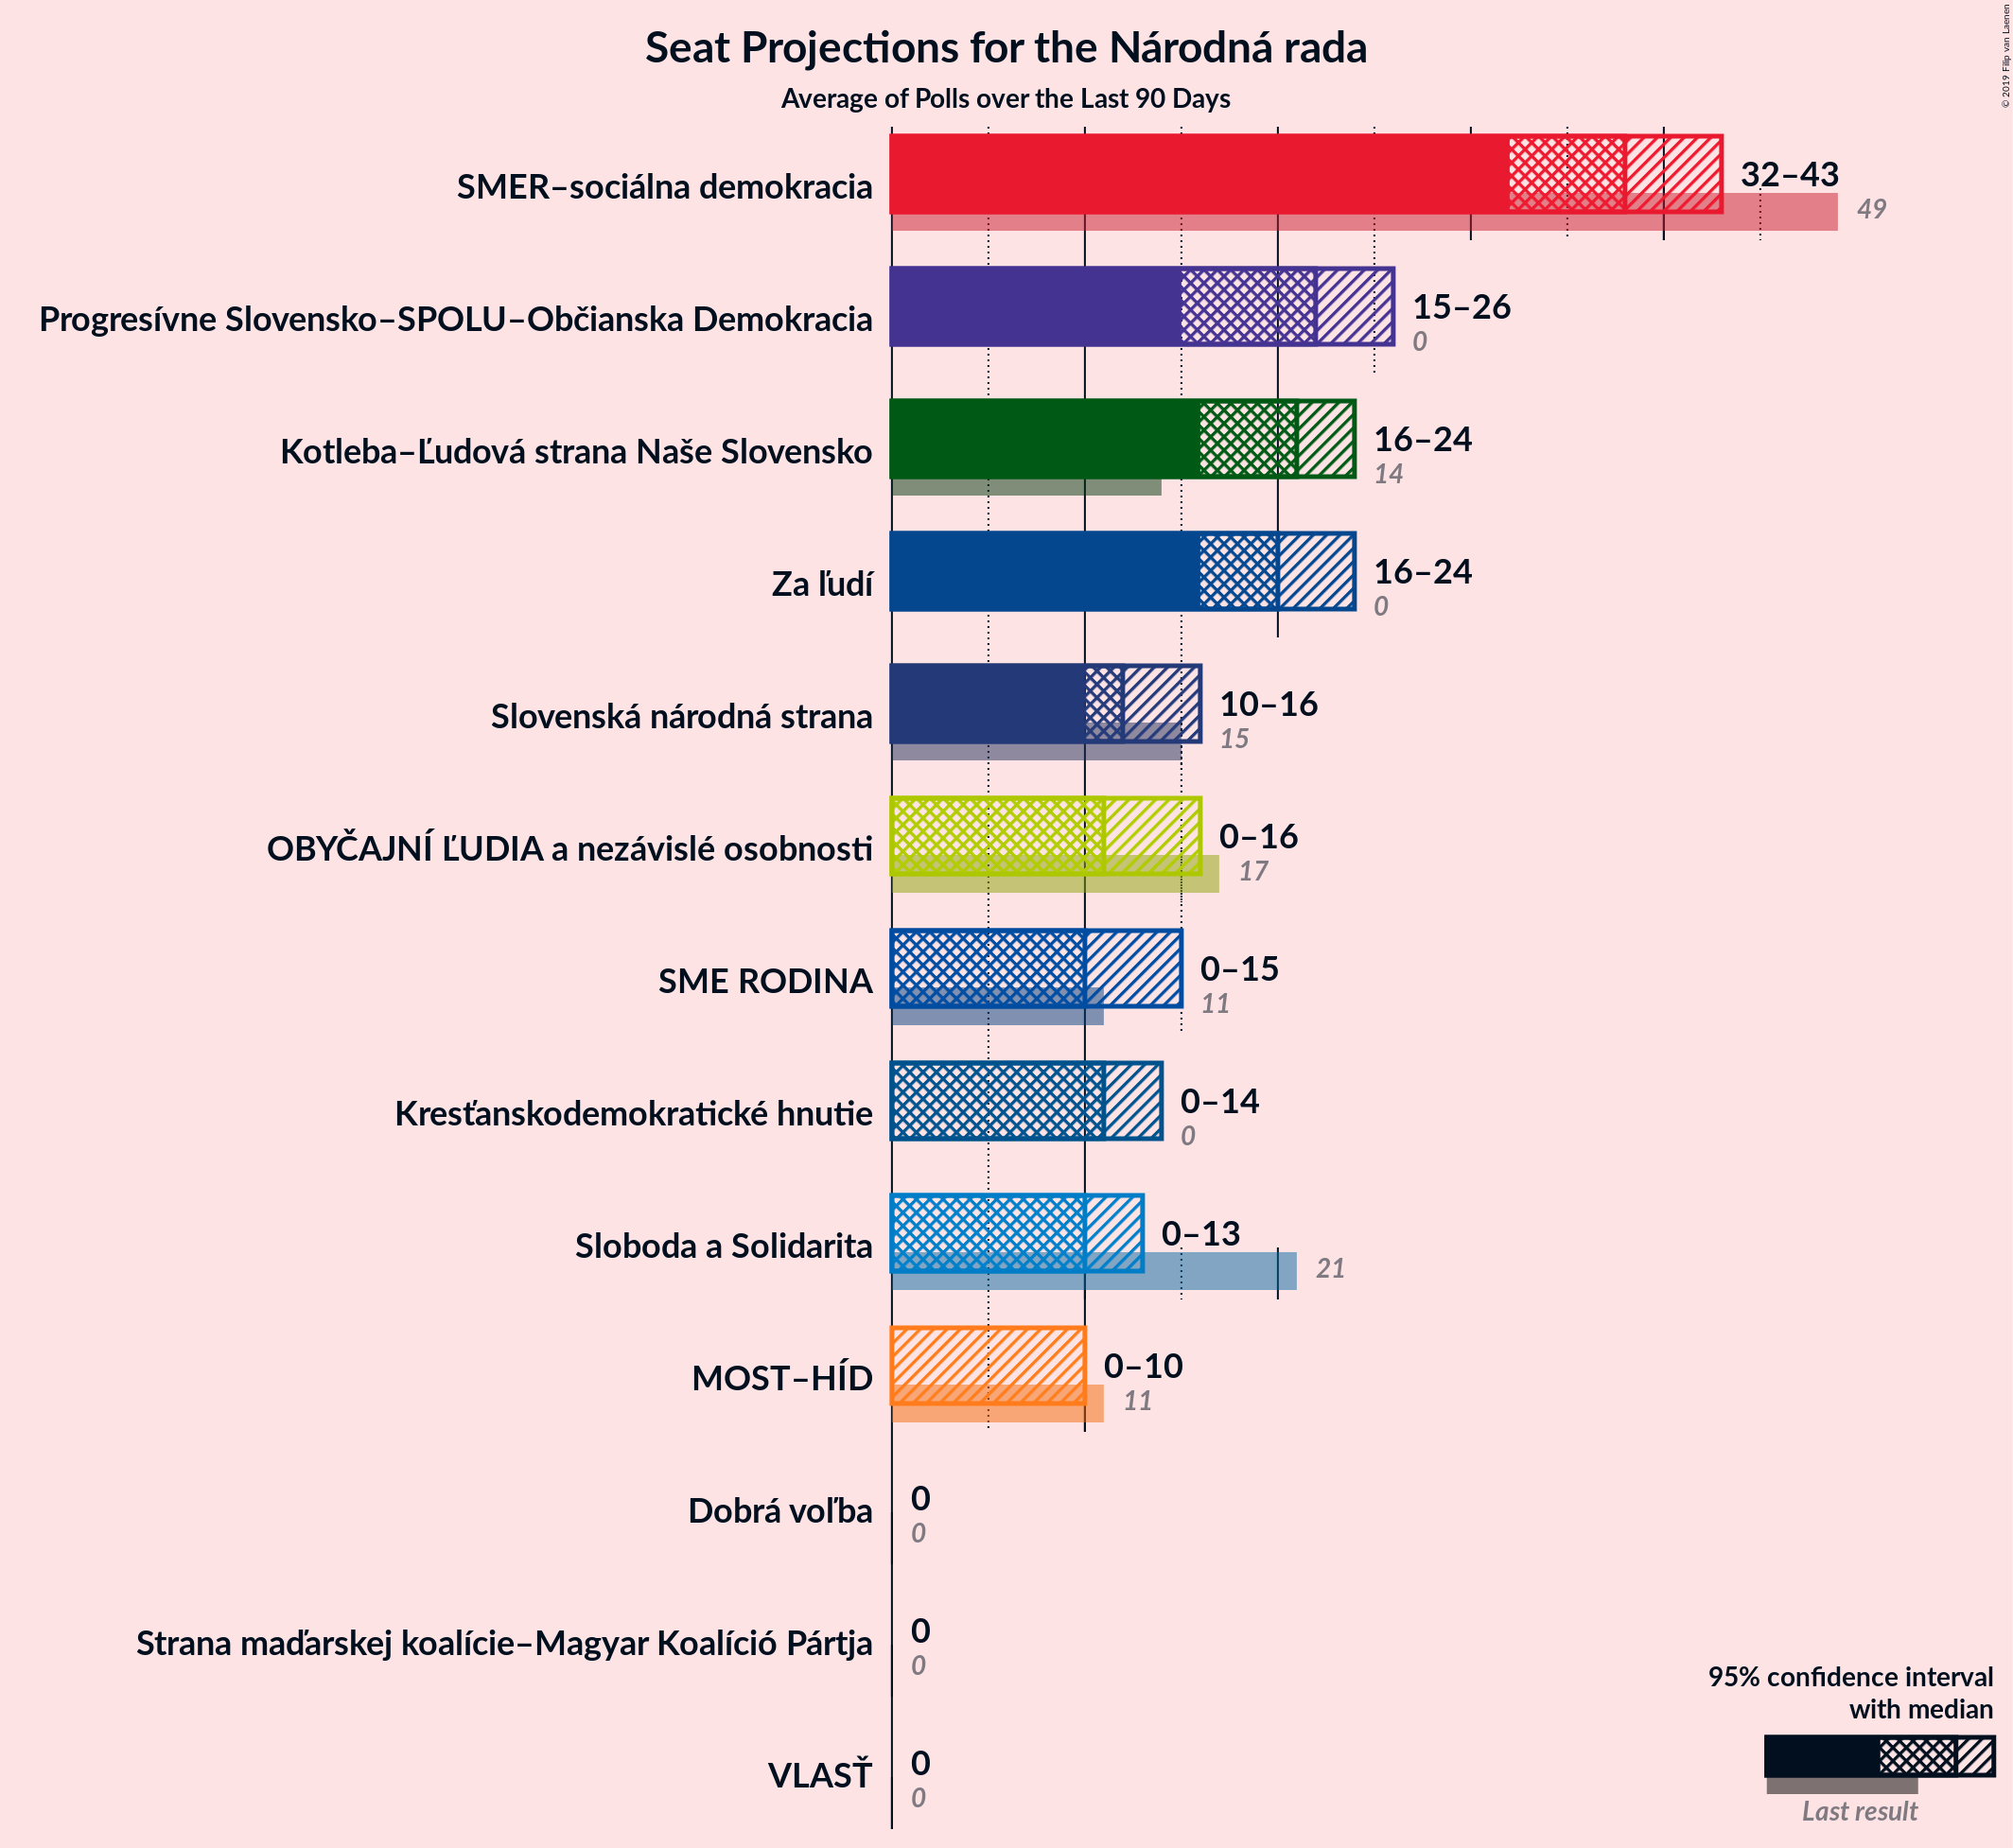 © 2019 Filip van Laenen
Seat Projections for the Národná rada
Average of Polls over the Last 90 Days
SMER–sociálna demokracia
32–43
49
Progresívne Slovensko–SPOLU–Občianska Demokracia
15–26
0
Kotleba–Ľudová strana Naše Slovensko
16–24
14
Za ľudí
16–24
0
Slovenská národná strana
10–16
15
OBYČAJNÍ ĽUDIA a nezávislé osobnosti
0–16
17
SME RODINA
0–15
11
Kresťanskodemokratické hnutie
0–14
0
Sloboda a Solidarita
0–13
21
MOST–HÍD
0–10
11
Dobrá voľba
0
0
Strana maďarskej koalície–Magyar Koalíció Pártja
0
0
VLASŤ
0
0
95% confidence interval
with median
Last result